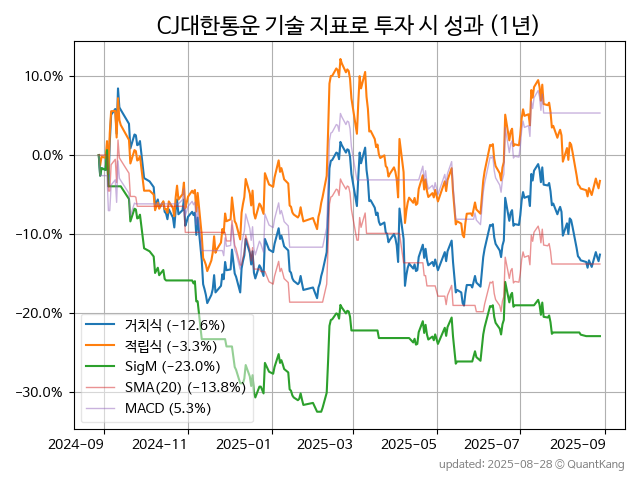 CJ대한통운 기술 지표로 투자 시 성과 (1년)
10.0%
0.0%
−10.0%
−20.0%
−30.0%
거치식 (−12.6%)
적립식 (−3.3%)
SigM (−23.0%)
SMA(20) (−13.8%)
MACD (5.3%)
2024-09 2024-11 2025-01 2025-03 2025-05 2025-07 2025-09
updated: 2025-08-28 © QuantKang